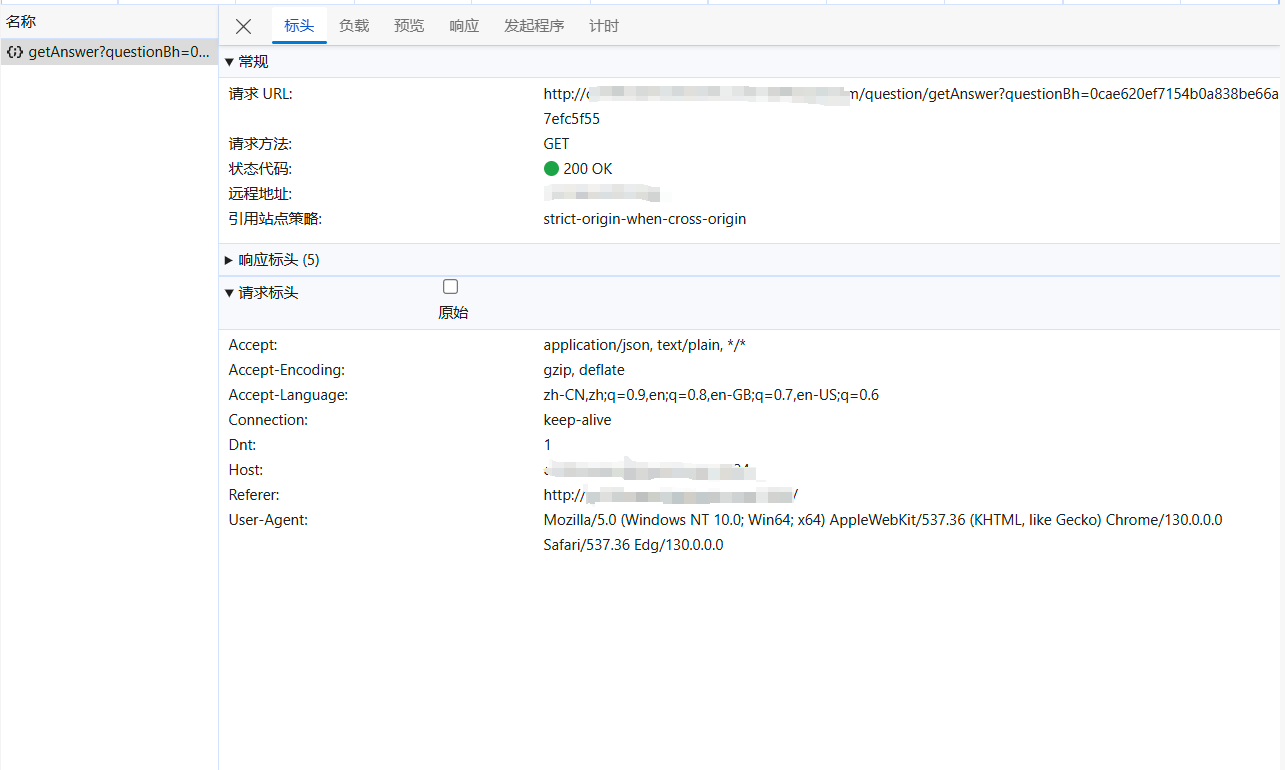 名称
标头 负载 预览 响应 发起程序 计时
getAnswer?questionBh=0...
常规
请求 URL: http:// m/question/getAnswer?questionBh=0cae620ef7154b0a838be66a
7efc5f55
请求方法: GET
状态代码: 200 OK
远程地址:
引用站点策略: strict-origin-when-cross-origin
响应标头 (5)
请求标头
原始
Accept: application/json, text/plain, */*
Accept-Encoding: gzip, deflate
Accept-Language: zh-CN,zh;q=0.9,en;q=0.8,en-GB;q=0.7,en-US;q=0.6
Connection: keep-alive
Dnt: 1
Host:
Referer: http:// /
User-Agent: Mozilla/5.0 (Windows NT 10.0; Win64; x64) AppleWebKit/537.36 (KHTML, like Gecko) Chrome/130.0.0.0
Safari/537.36 Edg/130.0.0.0